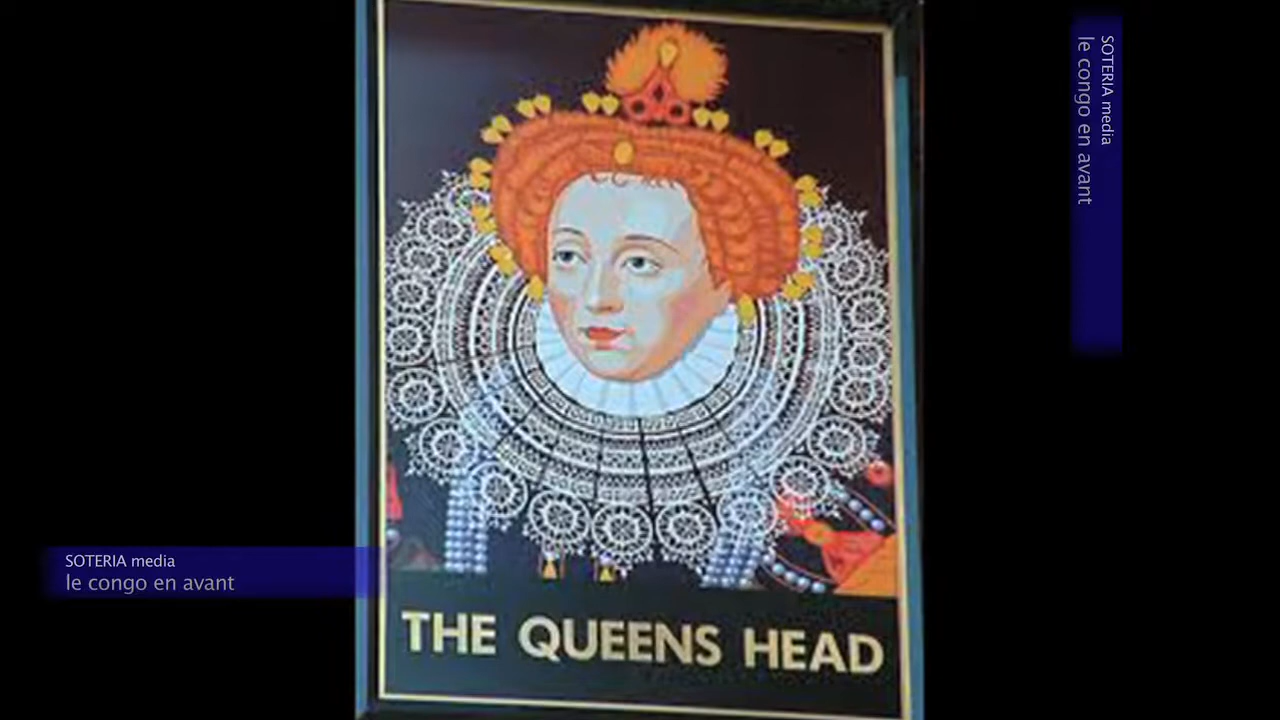 SOTERIA media
le congo en avant
SOTERIA media
le congo en avant
THE QUEENS HEAD